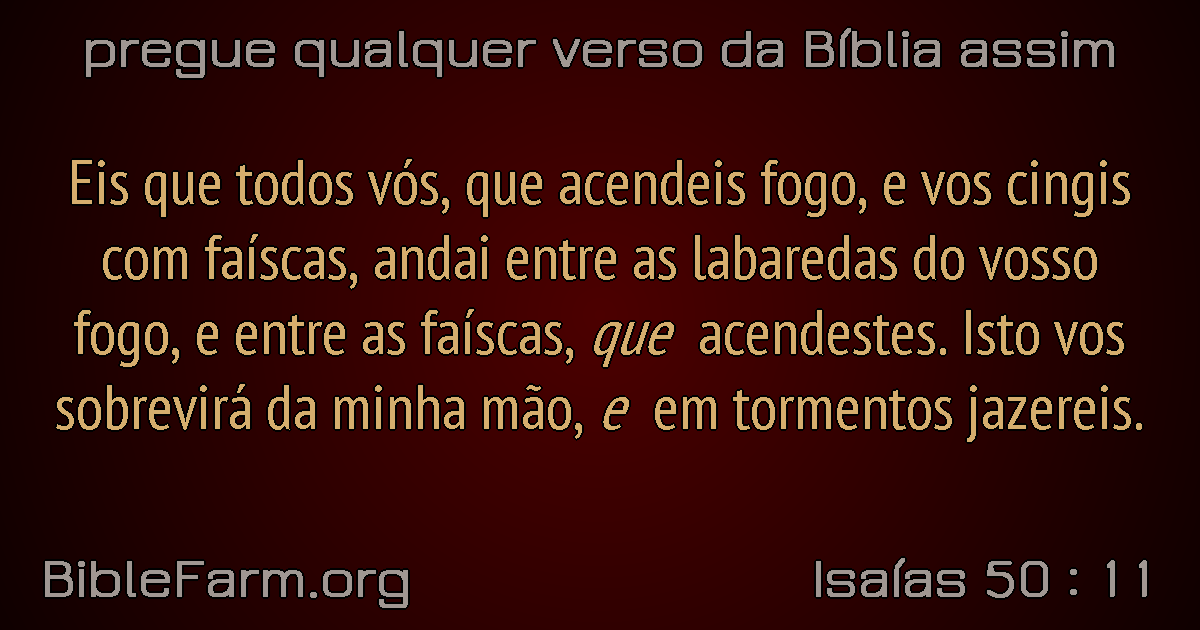 pregue qualquer verso da Bíblia assim
Eis que todos vós, que acendeis fogo, e vos cingis
com faíscas, andai entre as labaredas do vosso
fogo, e entre as faíscas, que acendestes. Isto vos
sobrevirá da minha mão, e em tormentos jazereis.
BibleFarm.org
Isaías 50 : 11